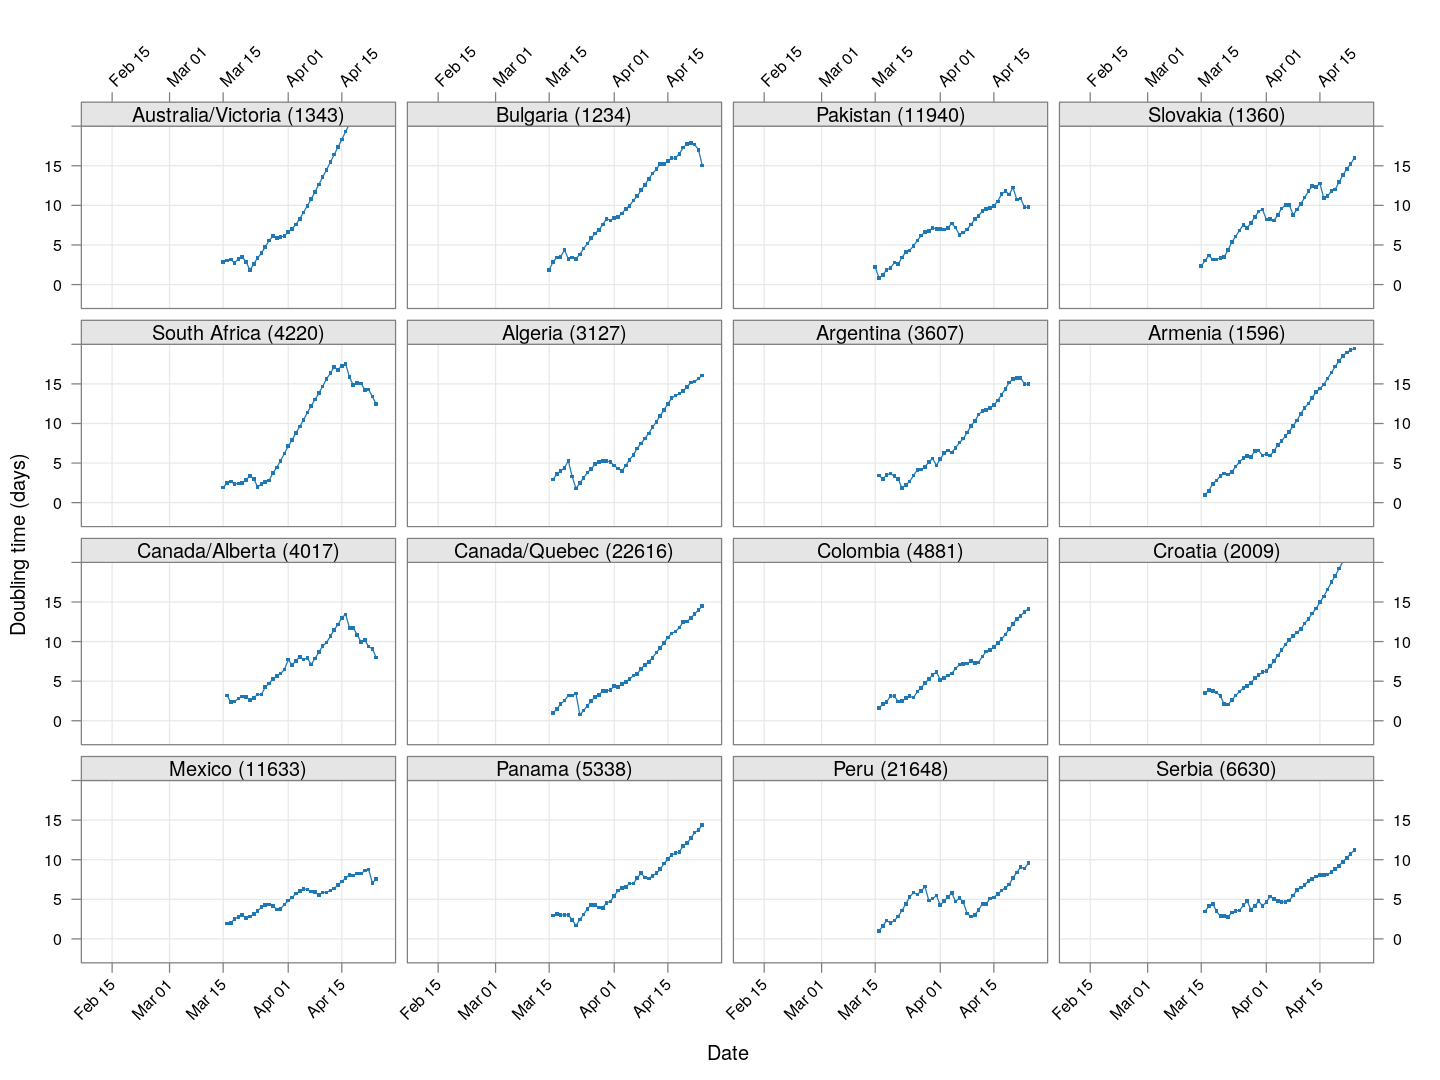 Feb 15 Mar 01 Mar 15 Apr 01 Apr 15 Feb 15 Mar 01 Mar 15 Apr 01 Apr 15 Feb 15 Mar 01 Mar 15 Apr 01 Apr 15 Feb 15 Mar 01 Mar 15 Apr 01 Apr 15
Australia/Victoria (1343) Bulgaria (1234) Pakistan (11940) Slovakia (1360)
15 15
10 10
5 5
0 0
South Africa (4220) Algeria (3127) Argentina (3607) Armenia (1596)
15 15
10 10
5 5
0 0
Doubling time (days)
Canada/Alberta (4017) Canada/Quebec (22616) Colombia (4881) Croatia (2009)
15 15
10 10
5 5
0 0
Mexico (11633) Panama (5338) Peru (21648) Serbia (6630)
15 15
10 10
5 5
0 0
Feb 15 Mar 01 Mar 15 Apr 01 Apr 15 Feb 15 Mar 01 Mar 15 Apr 01 Apr 15 Feb 15 Mar 01 Mar 15 Apr 01 Apr 15 Feb 15 Mar 01 Mar 15 Apr 01 Apr 15
Date